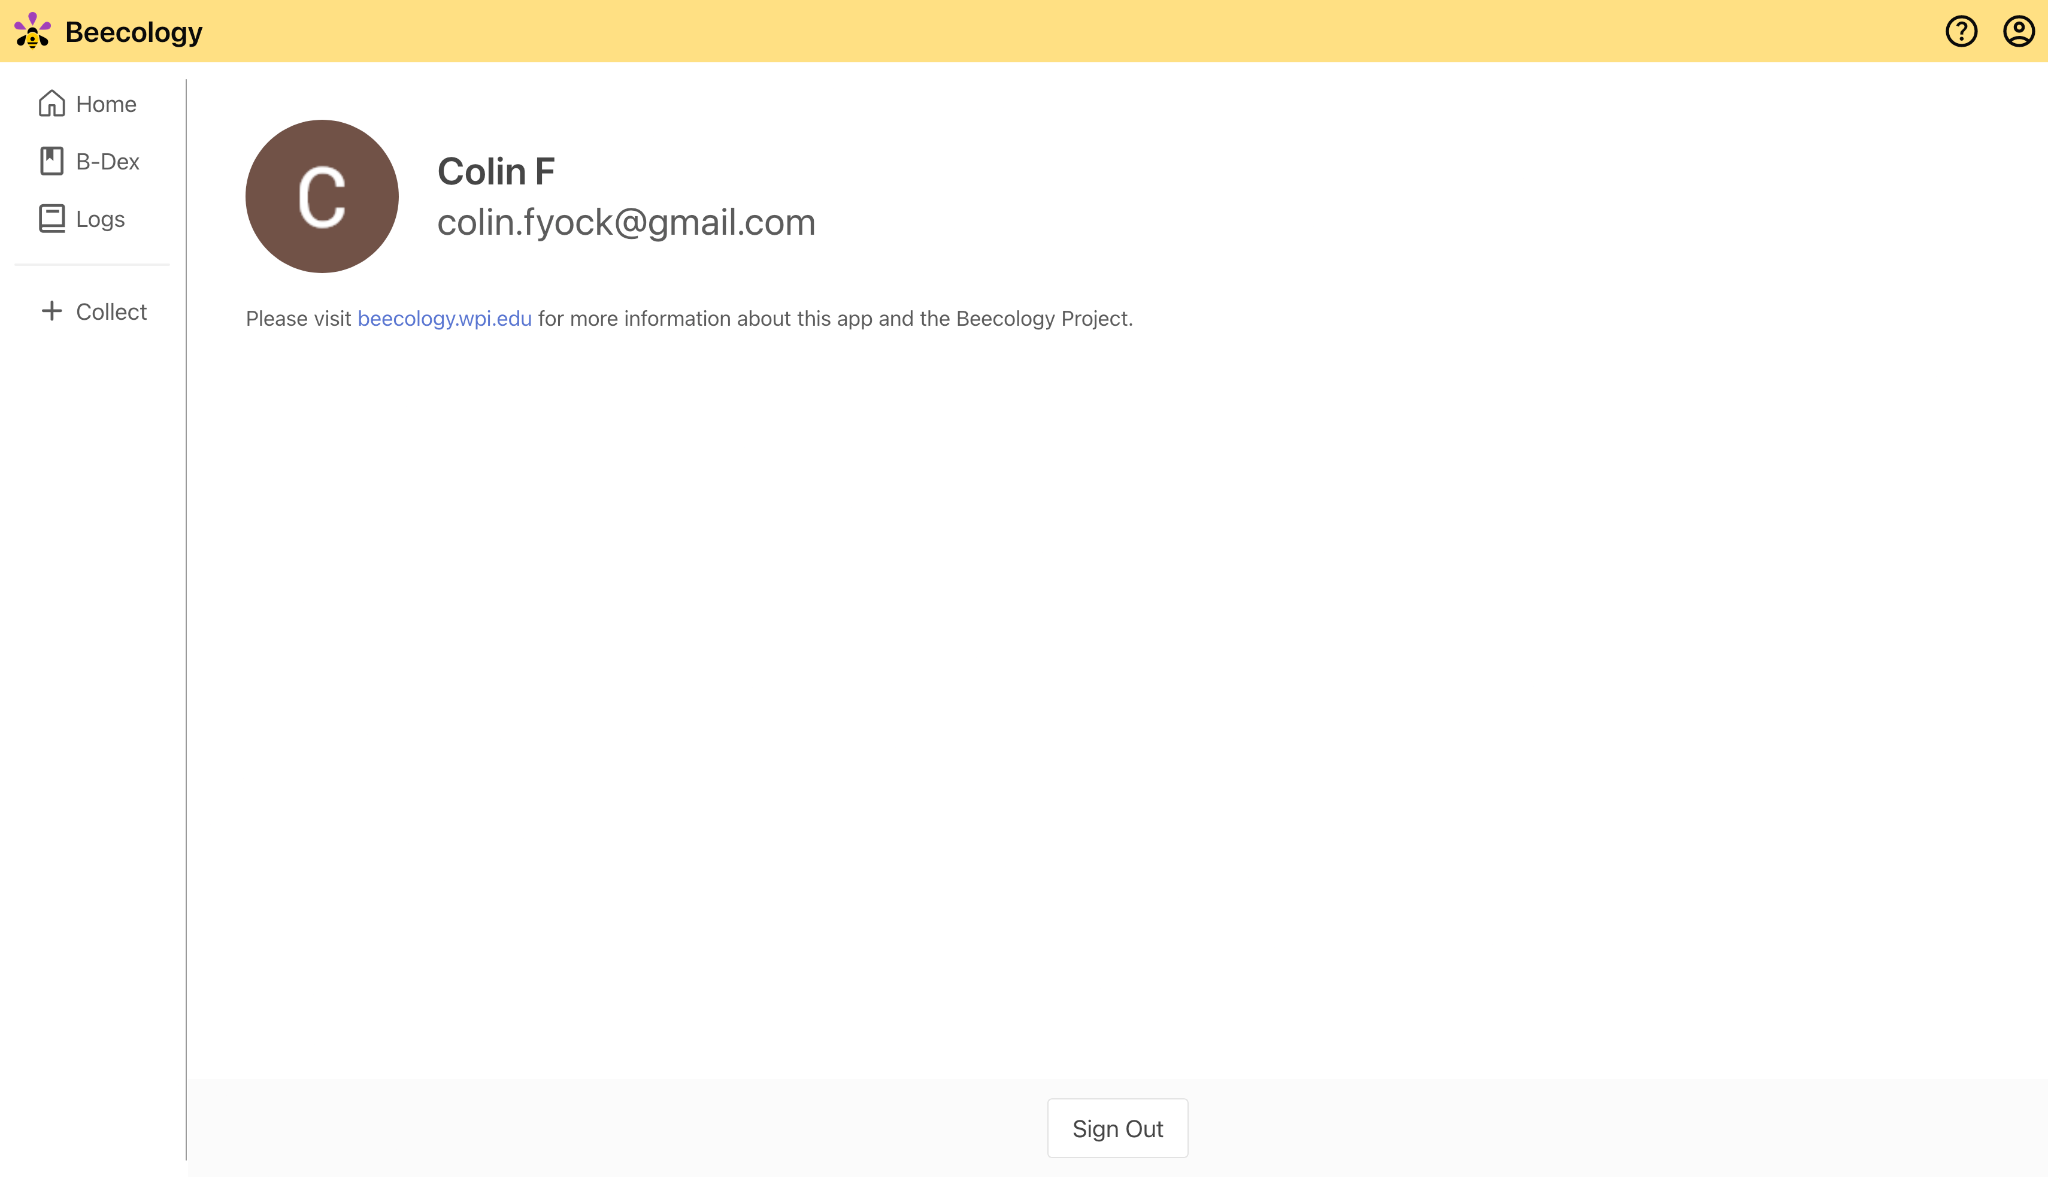 Beecology
Home
B-Dex
Logs
Collect
C
Colin F
colin.fyock@gmail.com
Please visit beecology.wpi.edu for more information about this app and the Beecology Project.
Sign Out